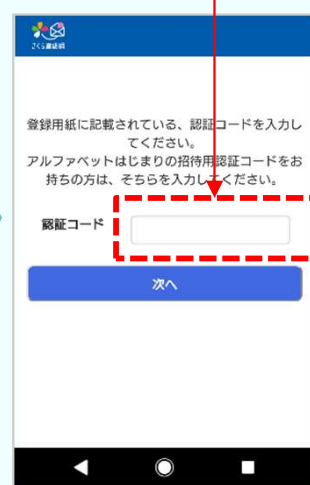 さくら連絡網
登録用紙に記載されている、認証コードを入力し
てください。
アルファベットはじまりの招待用認証コードをお
持ちの方は、そちらを入力してください。
認証コード
次へ